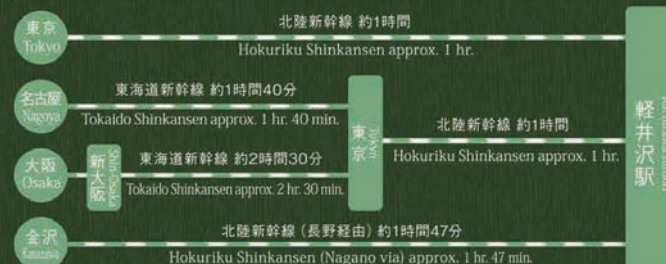 東京
Tokyo
北陸新幹線 約1時間
Hokuriku Shinkansen approx. 1 hr.
名古屋
Nagoya
東海道新幹線 約1時間40分
Tokaido Shinkansen approx. 1 hr. 40 min.
大阪
Osaka
新大阪
Shin-Osaka
東海道新幹線 約2時間30分
Tokaido Shinkansen approx. 2 hr. 30 min.
東京
Tokyo
北陸新幹線 約1時間
Hokuriku Shinkansen approx. 1 hr.
金沢
Kanazawa
北陸新幹線（長野経由）約1時間47分
Hokuriku Shinkansen (Nagano via) approx. 1 hr. 47 min.
軽井沢駅